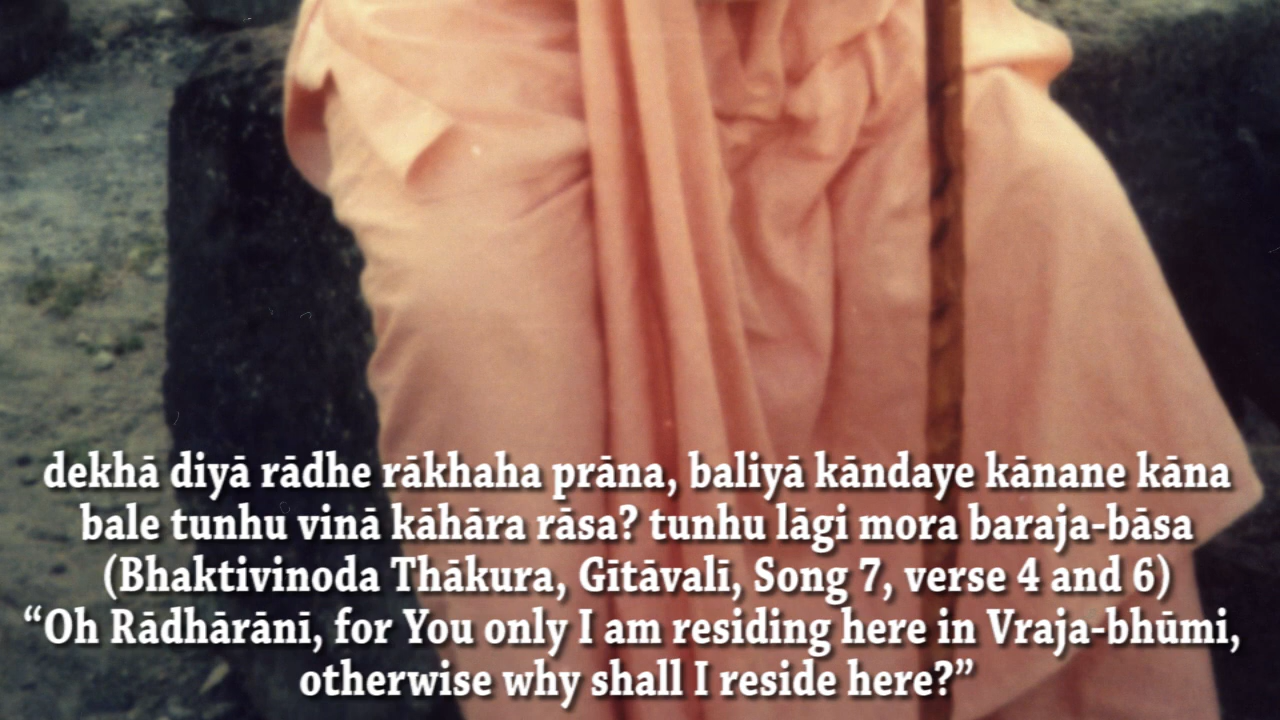 dekhā diyā rādhe rākhaha prāna, baliyā kāndaye kānane kāna
bale tunhu vinā kāhāra rāsa? tunhu lāgi mora baraja-bāsa
(Bhaktivinoda Thākura, Gītāvalī, Song 7, verse 4 and 6)
“Oh Rādhārānī, for You only I am residing here in Vraja-bhūmi,
otherwise why shall I reside here?”